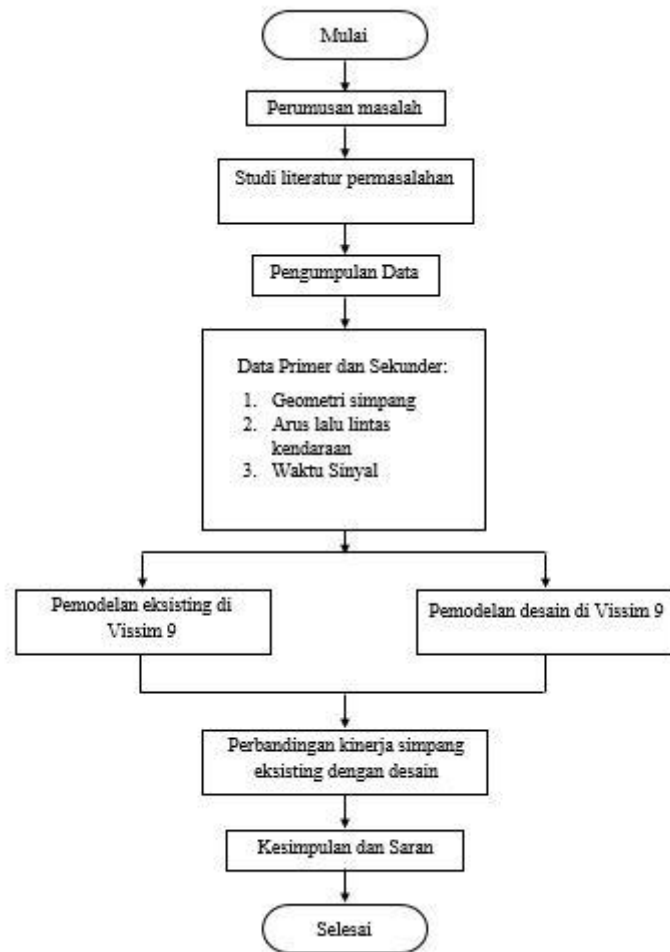 Mulai
Perumusan masalah
Studi literatur permasalahan
Pengumpulan Data
Data Primer dan Sekunder:
1. Geometri simpang
2. Arus lalu lintas
kendaraan
3. Waktu Sinyal
Pemodelan eksisting di
Vissim 9
Pemodelan desain di Vissim 9
Perbandingan kinerja simpang
eksisting dengan desain
Kesimpulan dan Saran
Selesai